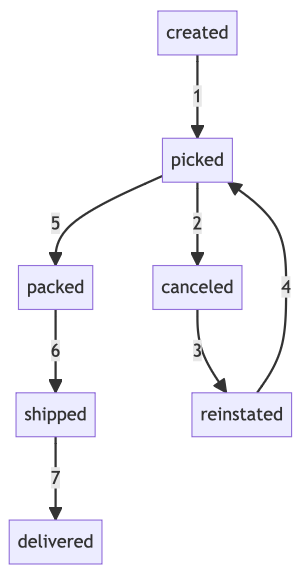 created
1
picked
5
2
packed
canceled
4
6
3
shipped
reinstated
7
delivered